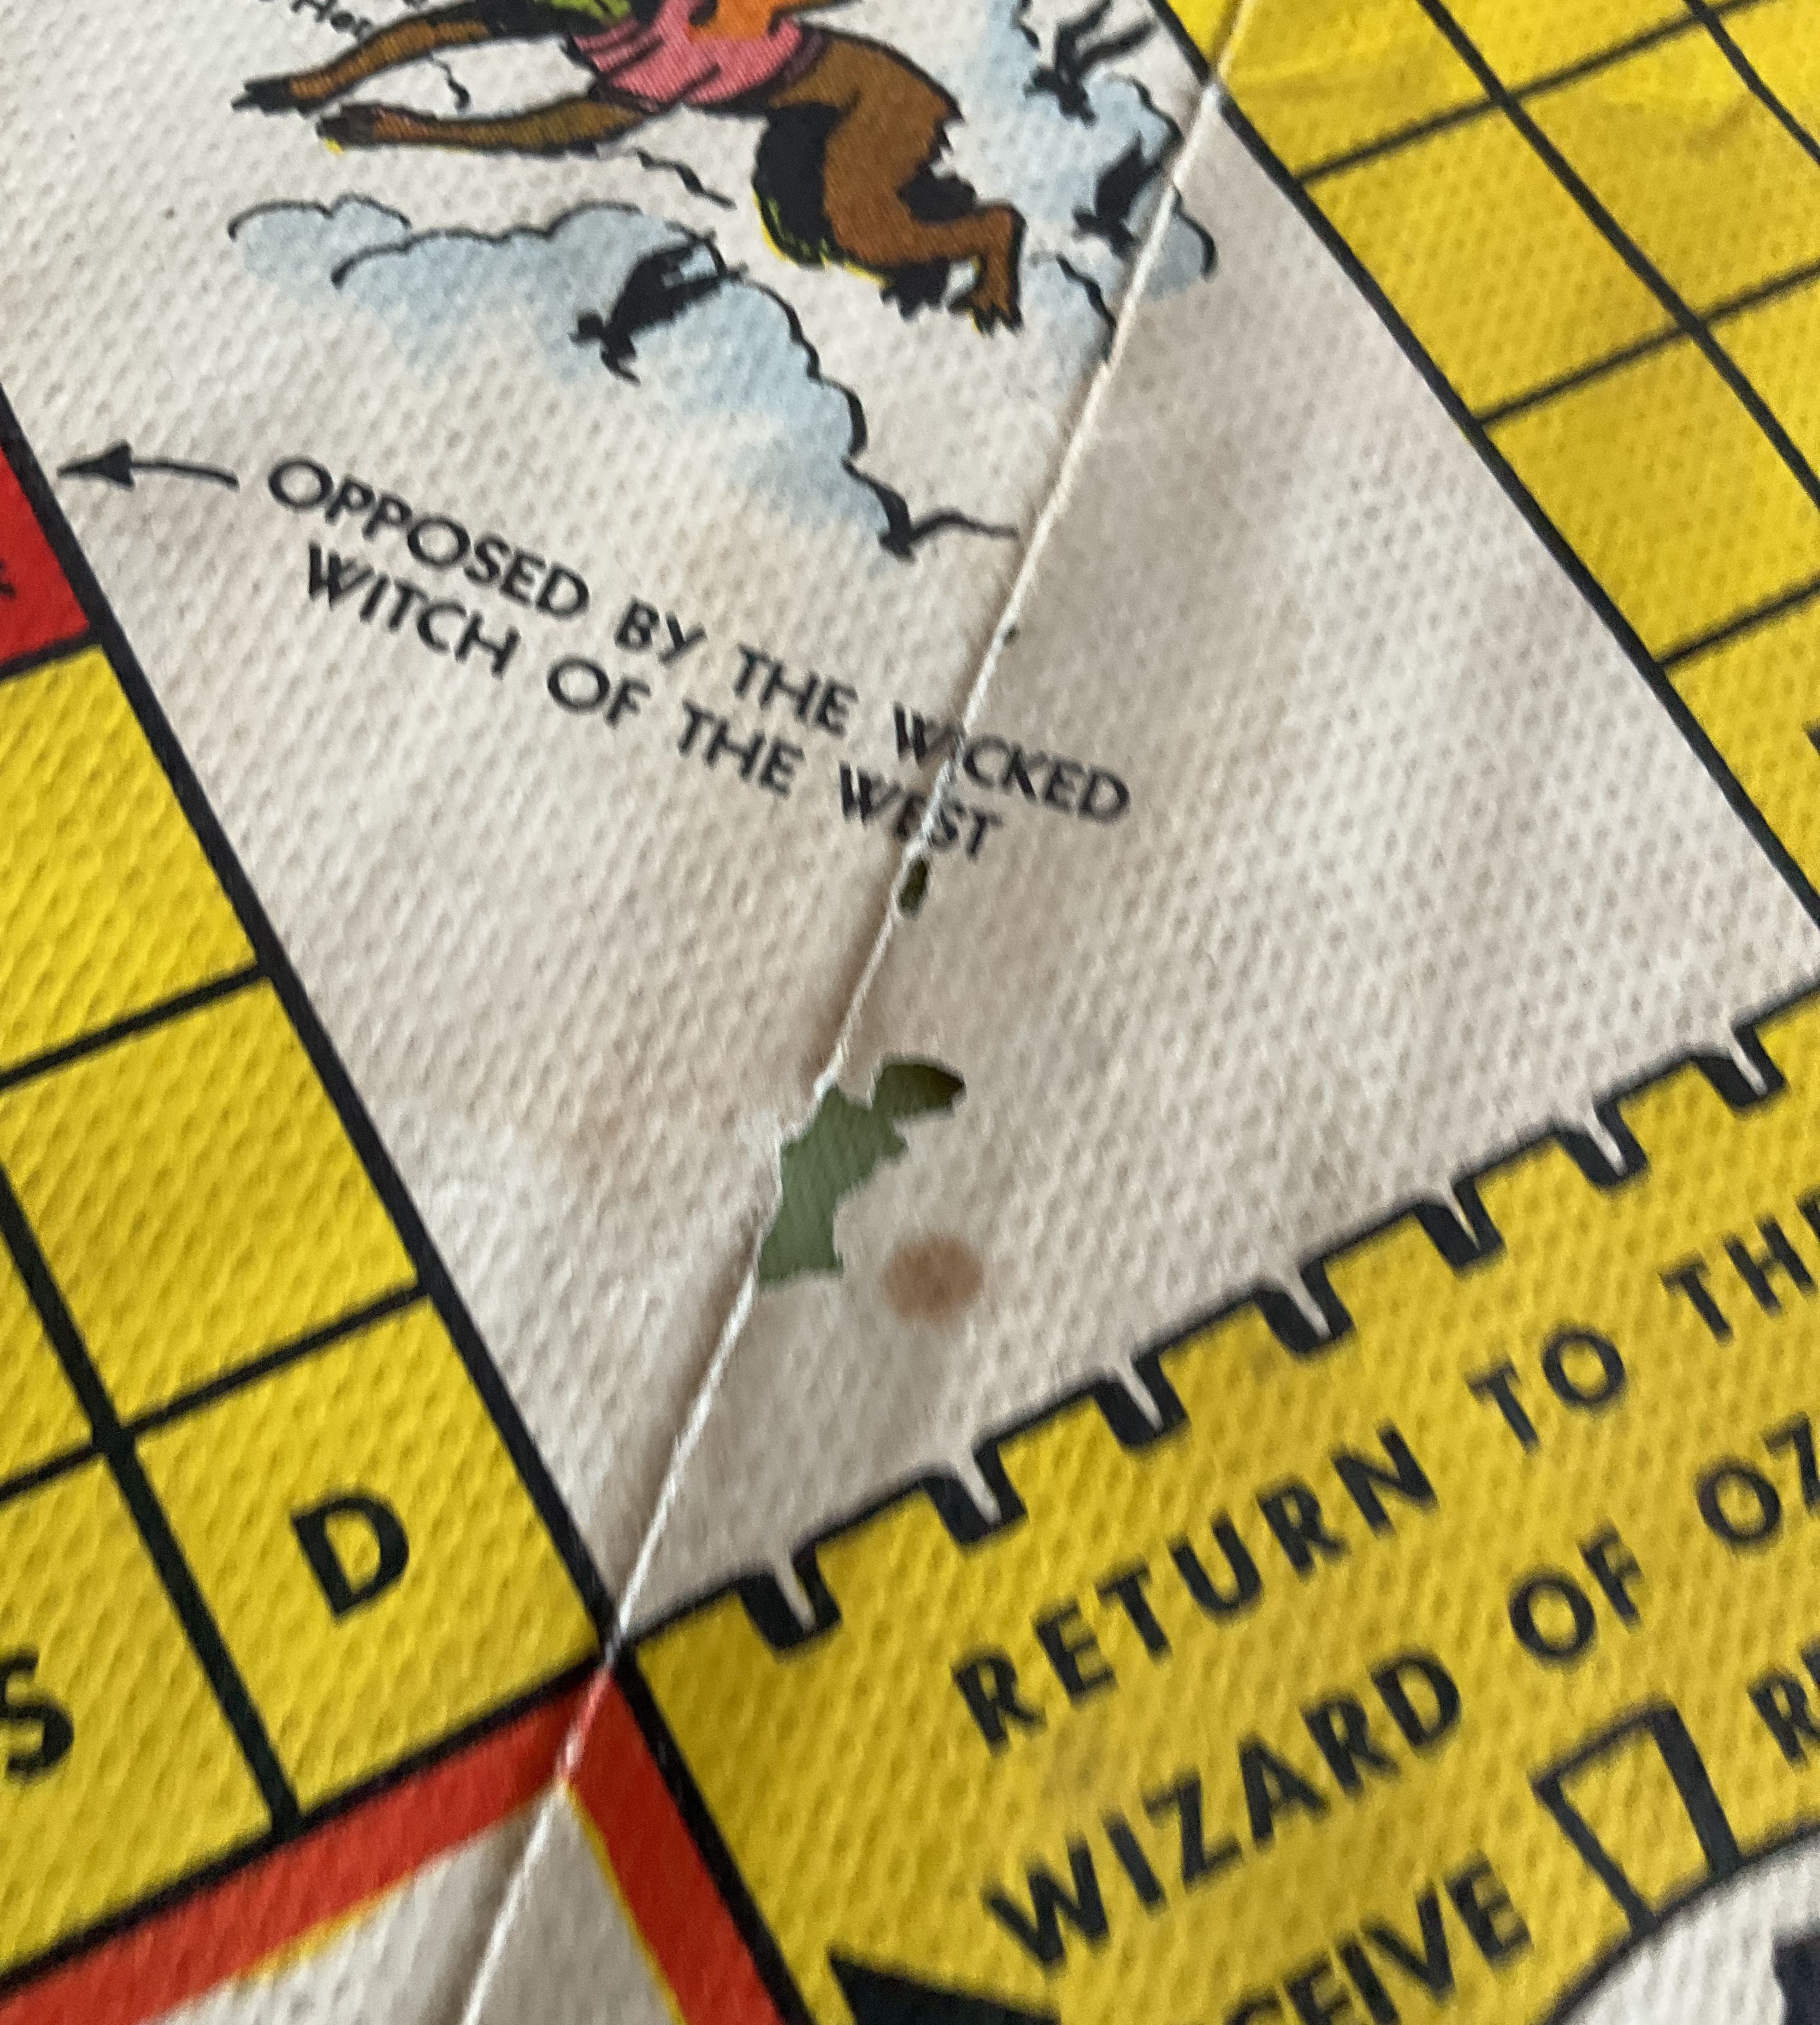 OPPOSED BY THE WICKED
WITCH OF THE WEST
D
S
RETURN TO THE
WIZARD OF OZ